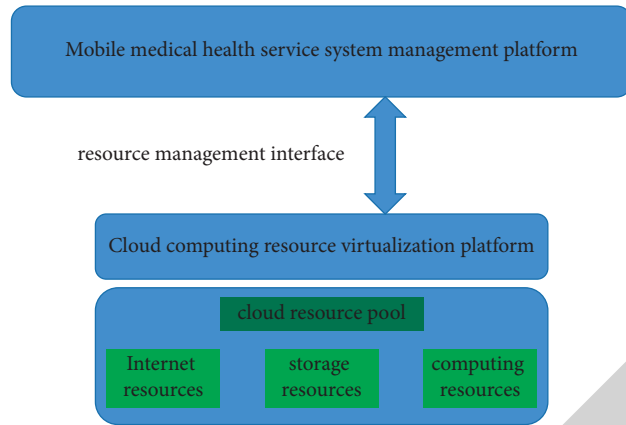 Mobile medical health service system management platform
resource management interface
Cloud computing resource virtualization platform
cloud resource pool
Internet
resources
storage
resources
computing
resources